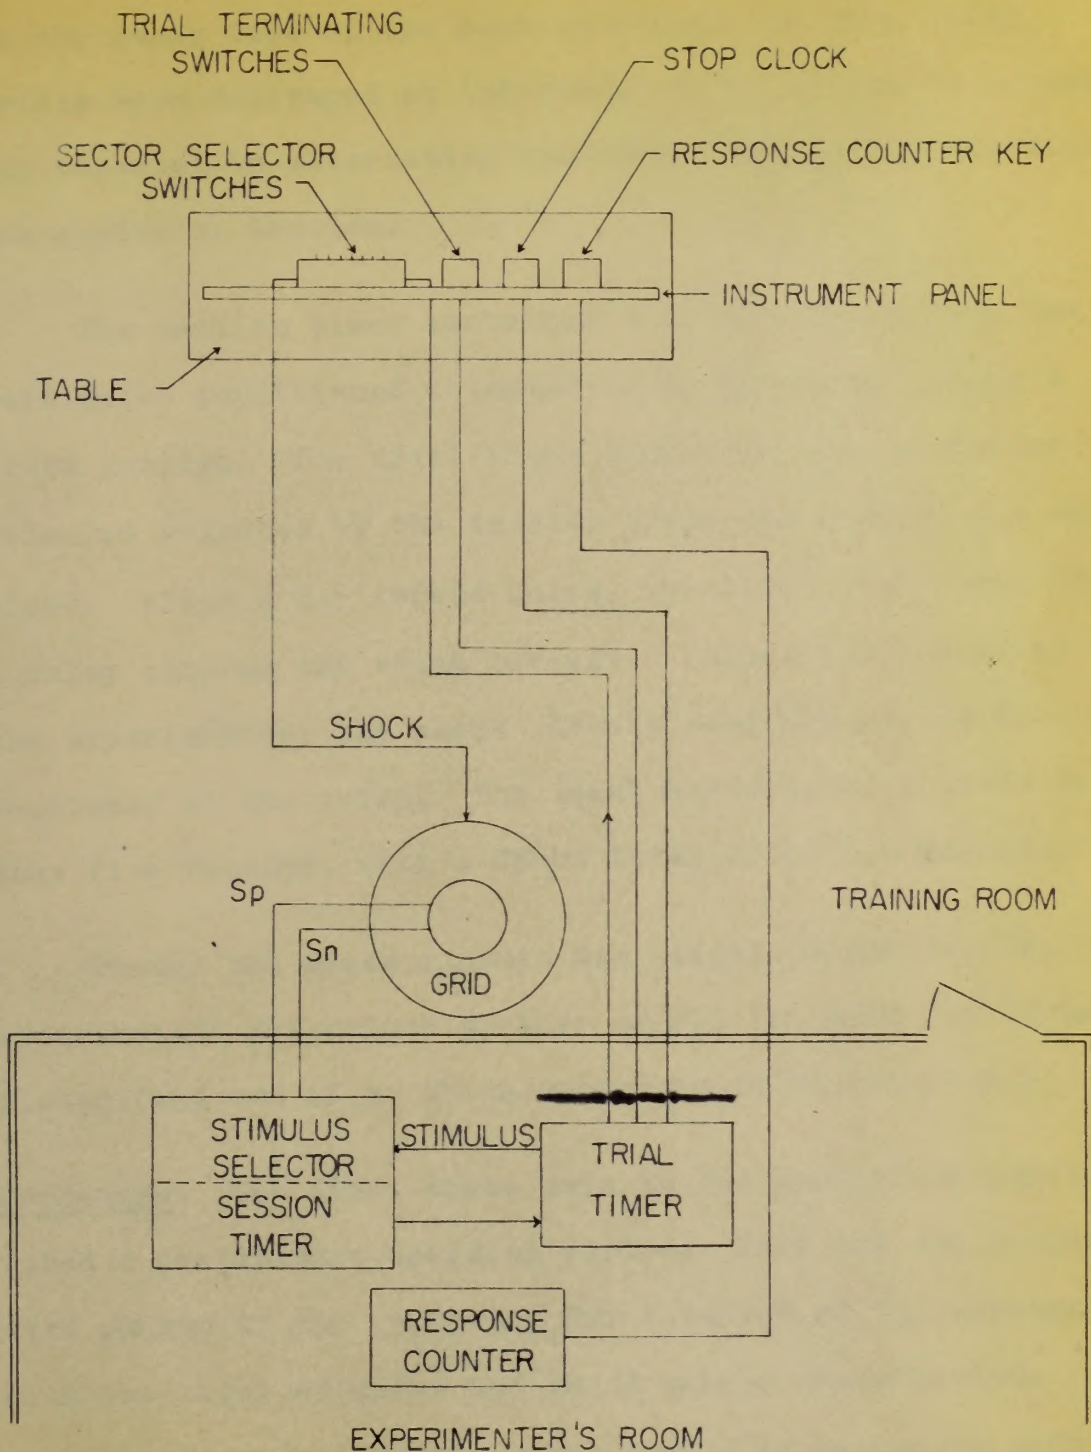 TRIAL TERMINATING
SWITCHES
STOP CLOCK
SECTOR SELECTOR
SWITCHES
RESPONSE COUNTER KEY
INSTRUMENT PANEL
TABLE
SHOCK
Sp
Sn
GRID
TRAINING ROOM
STIMULUS
SELECTOR
STIMULUS
TRIAL
TIMER
SESSION
TIMER
RESPONSE
COUNTER
EXPERIMENTER'S ROOM